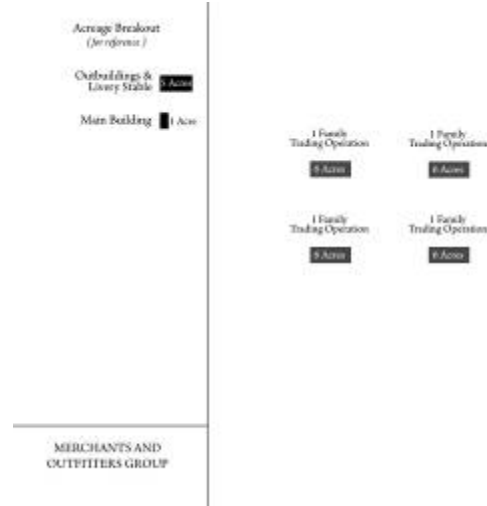 Acreage Breakout
(for reference)
Outbuildings &
Livery Stable
5 Acres
Main Building
1 Acre
1 Family
Trading Operation
6 Acres
1 Family
Trading Operation
6 Acres
1 Family
Trading Operation
6 Acres
1 Family
Trading Operation
6 Acres
MERCHANTS AND
OUTFITTERS GROUP